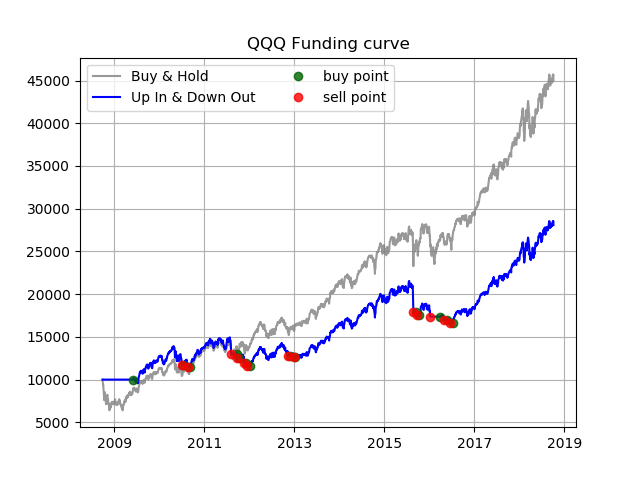 QQQ Funding curve
Buy & Hold
Up In & Down Out
buy point
sell point
45000
40000
35000
30000
25000
20000
15000
10000
5000
2009 2011 2013 2015 2017 2019